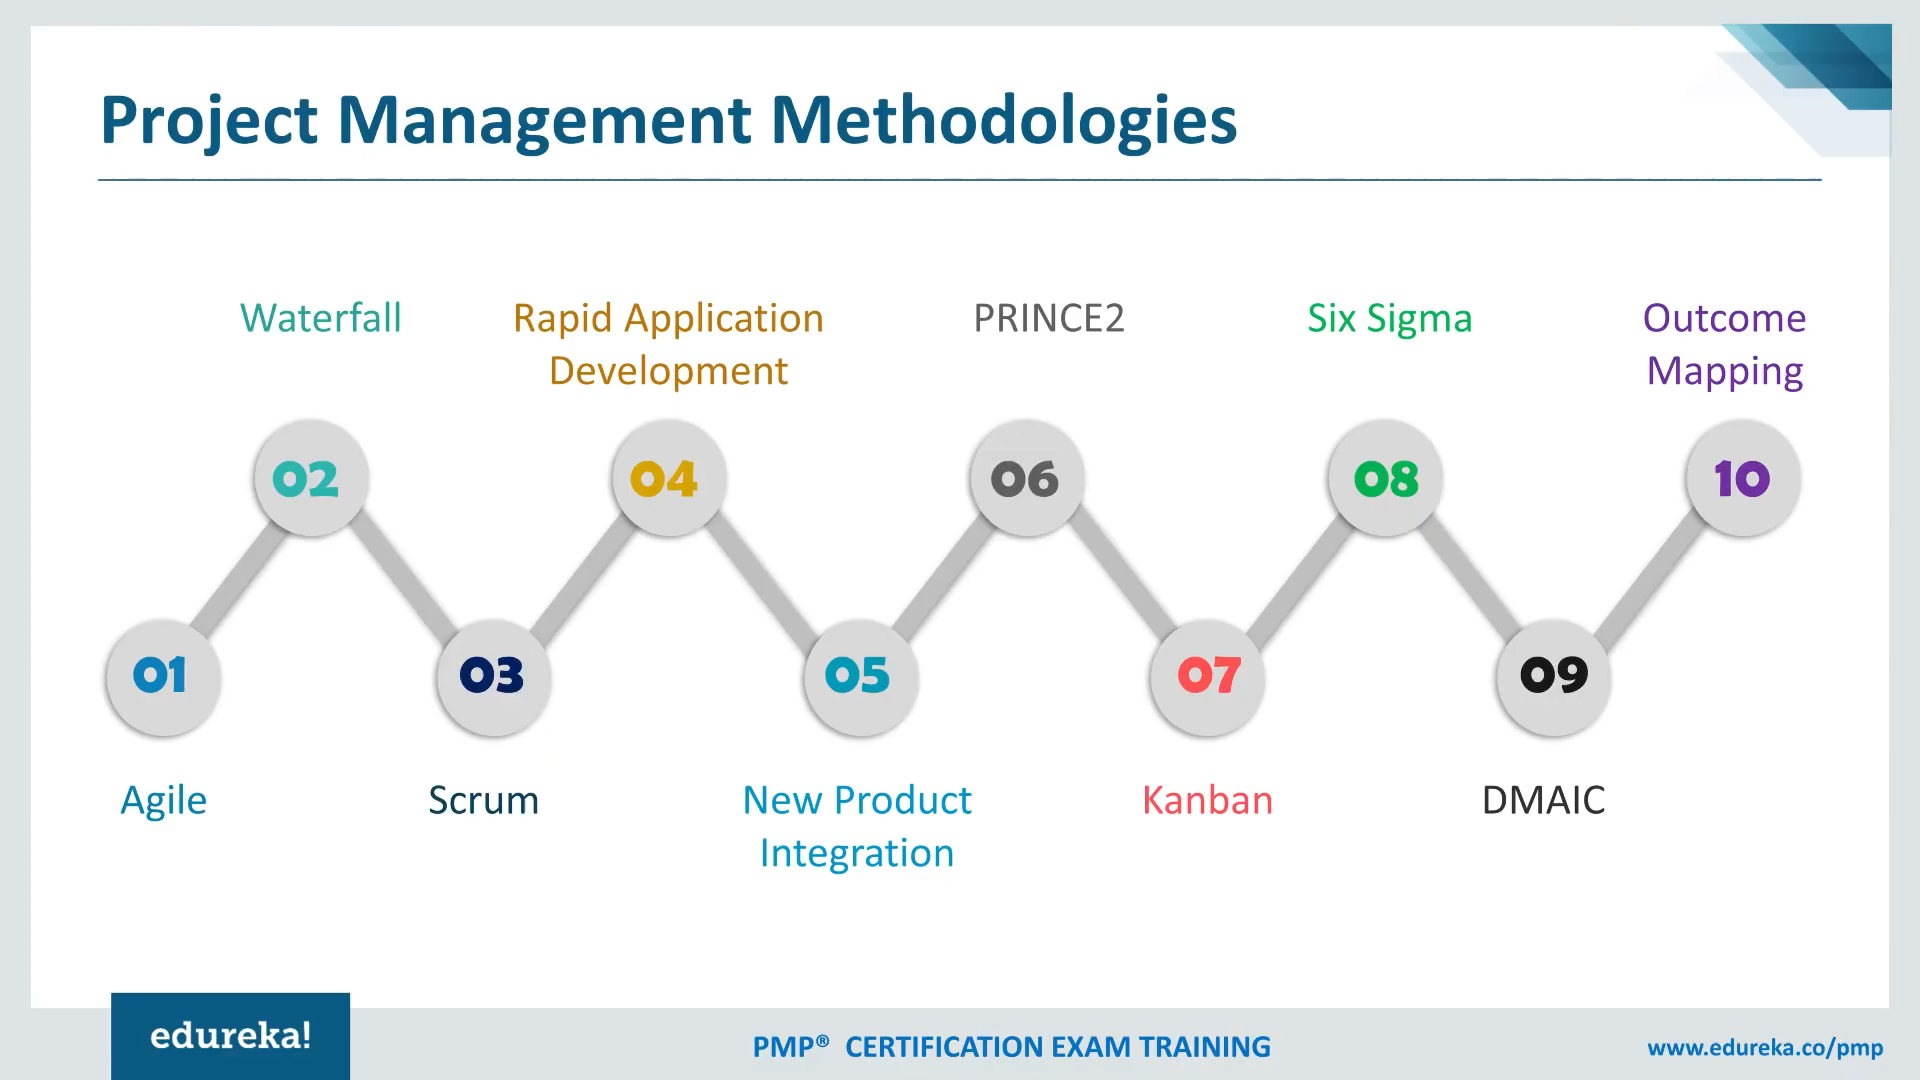 Project Management Methodologies
Waterfall
Rapid Application
Development
PRINCE2
Six Sigma
Outcome
Mapping
02
04
06
08
10
01
03
05
07
09
Agile
Scrum
New Product
Integration
Kanban
DMAIC
edureka!
PMP® CERTIFICATION EXAM TRAINING
www.edureka.co/pmp